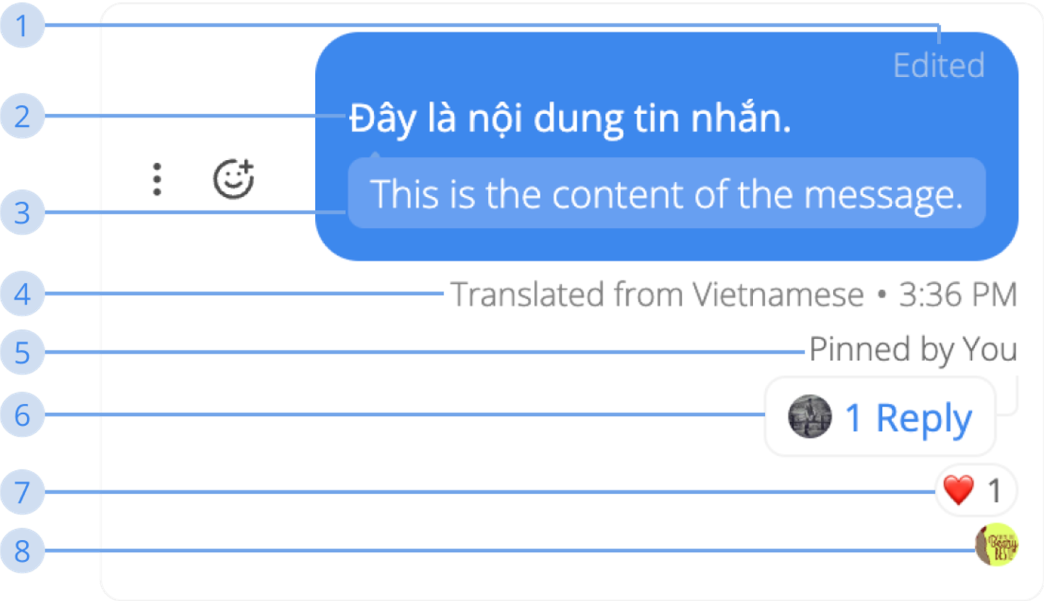 1
Edited
2
Đây là nội dung tin nhắn.
This is the content of the message.
3
4
Translated from Vietnamese • 3:36 PM
5
Pinned by You
6
1 Reply
7
1
8